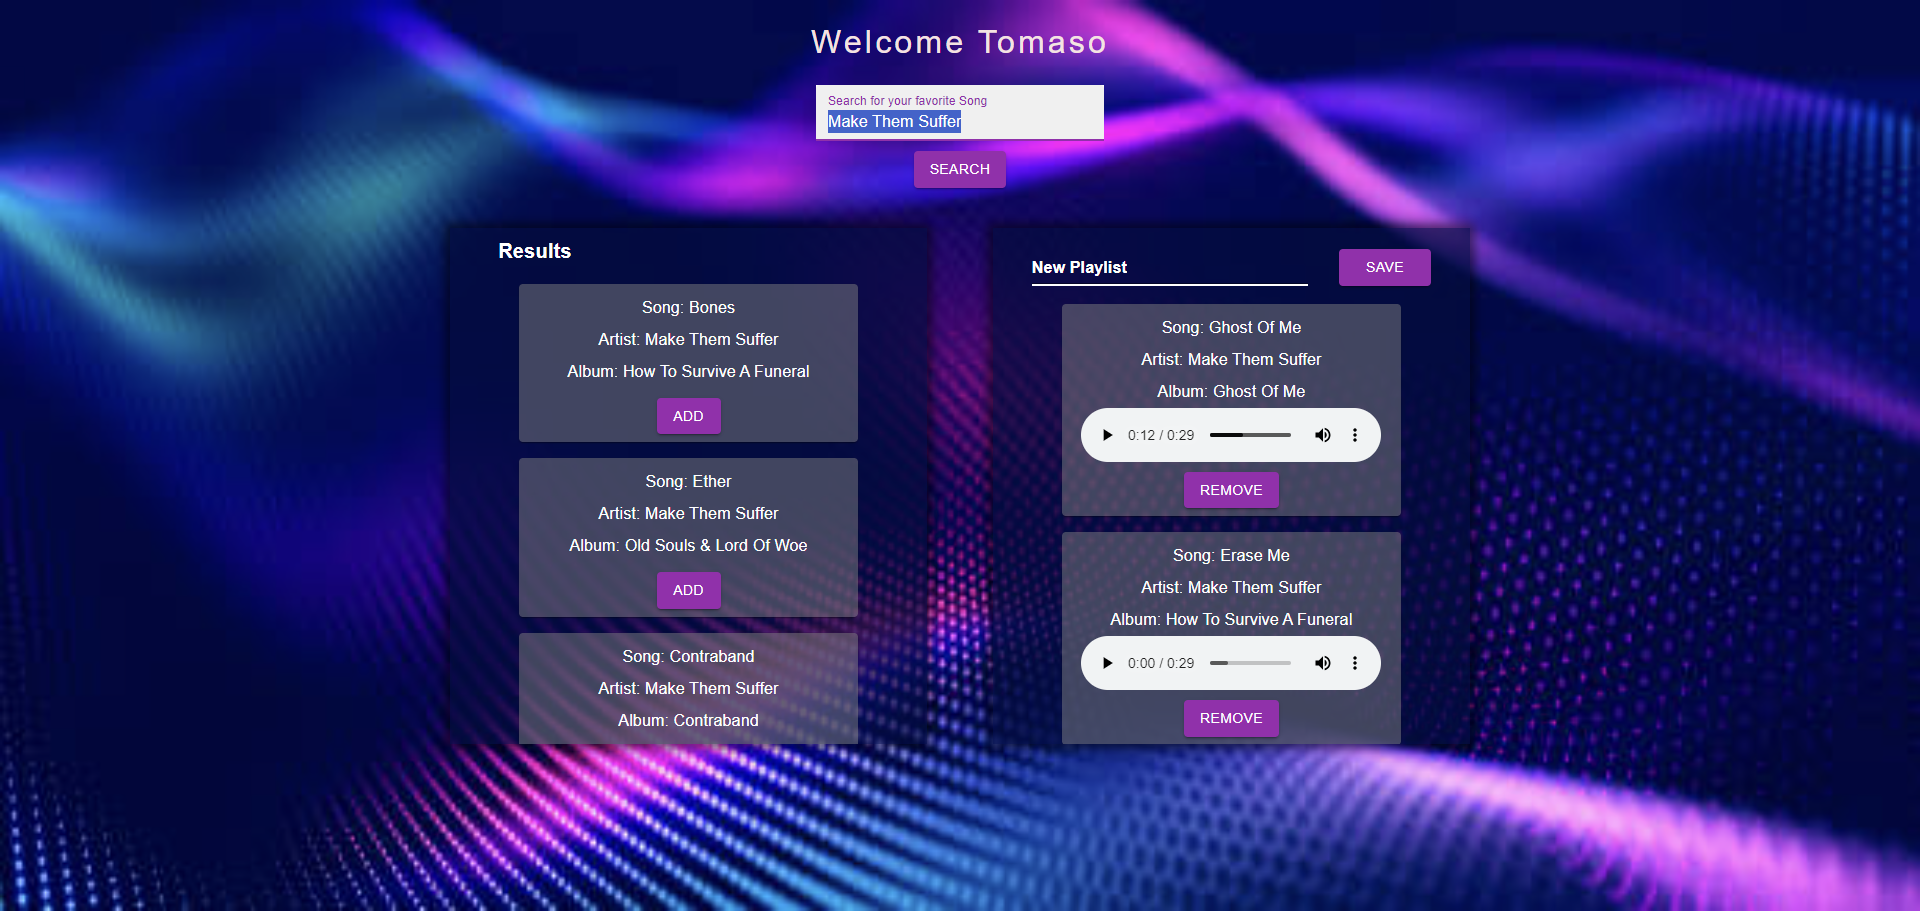 Welcome Tomaso
Search for your favorite Song
Make Them Suffer
SEARCH
Results
Song: Bones
Artist: Make Them Suffer
Album: How To Survive A Funeral
ADD
Song: Ether
Artist: Make Them Suffer
Album: Old Souls & Lord Of Woe
ADD
Song: Contraband
Artist: Make Them Suffer
Album: Contraband
New Playlist
SAVE
Song: Ghost Of Me
Artist: Make Them Suffer
Album: Ghost Of Me
0:12 / 0:29
REMOVE
Song: Erase Me
Artist: Make Them Suffer
Album: How To Survive A Funeral
0:00 / 0:29
REMOVE